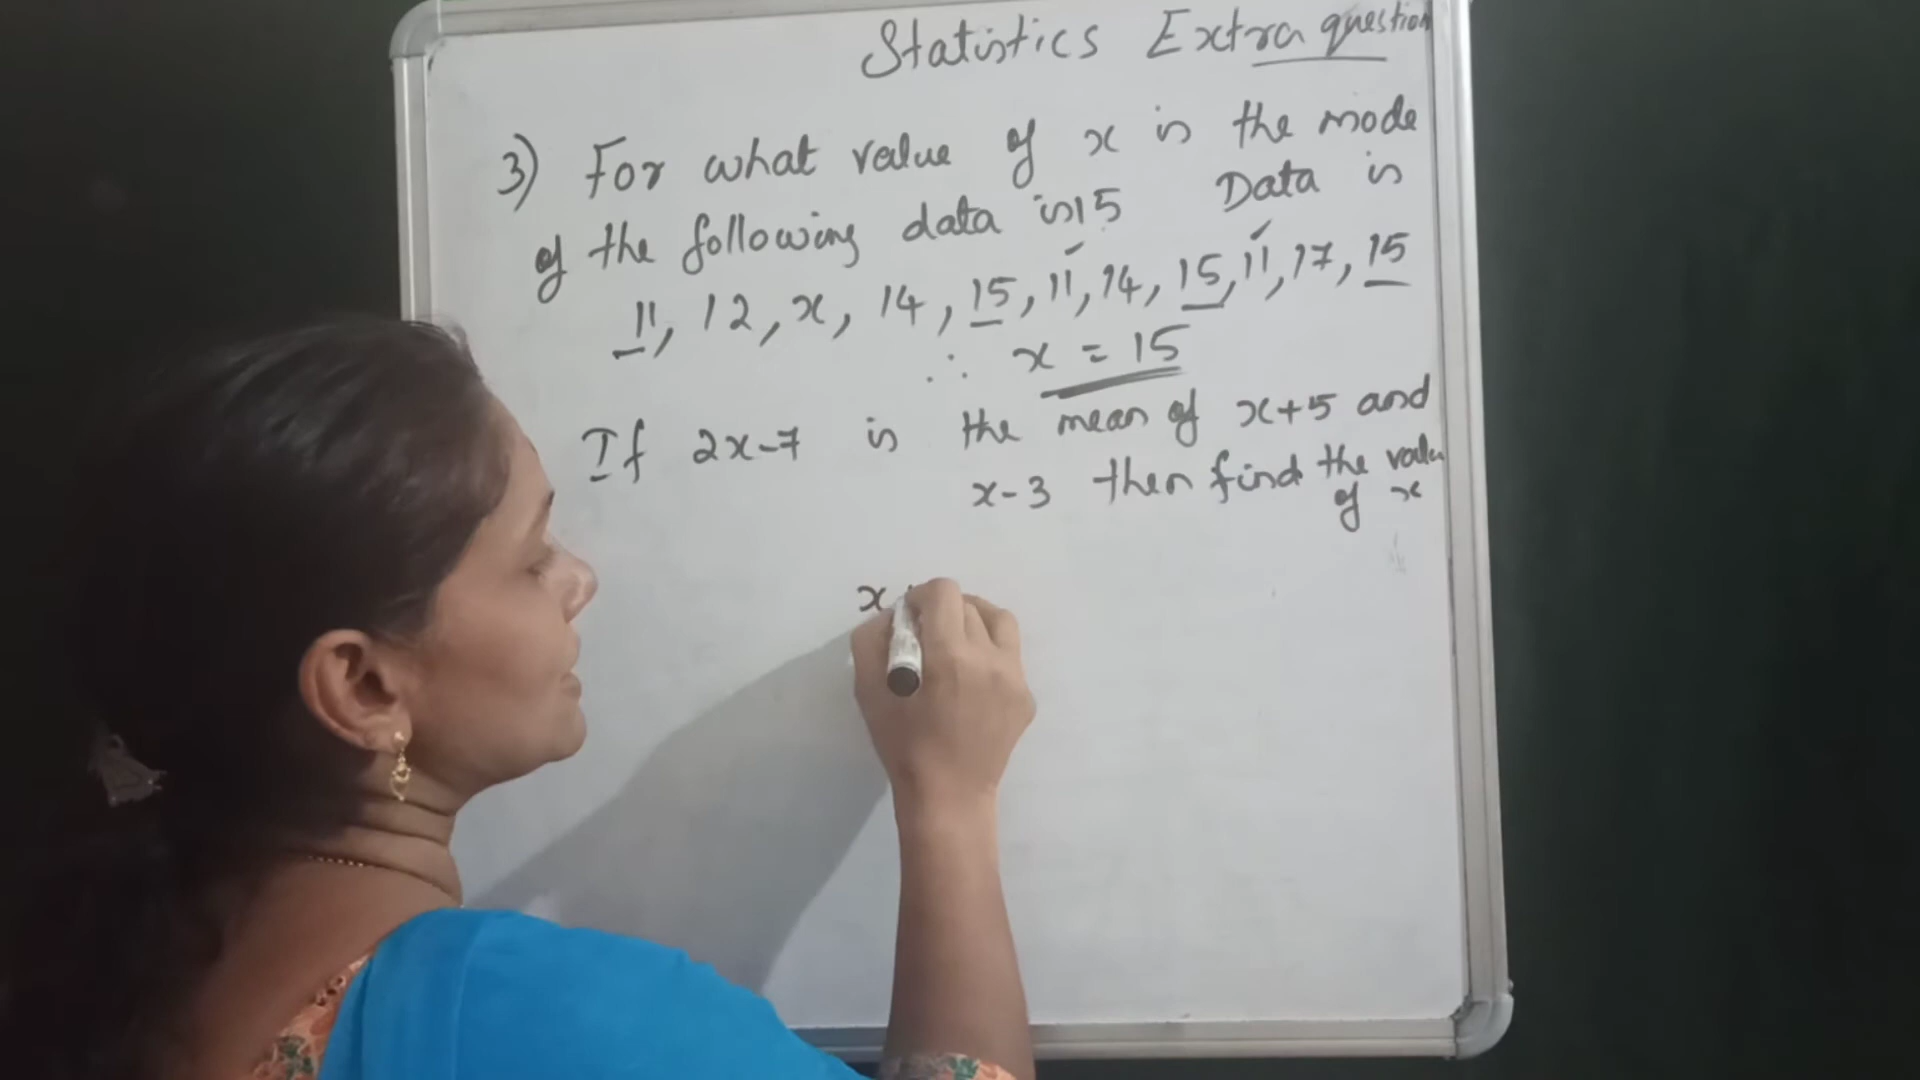 Statistics Extra question
3) For what value of x is the mode
of the following data is 15 Data is
11, 12, x, 14, 15, 11, 14, 15, 11, 17, 15
∴ x = 15
If 2x-7 is the mean of x+5 and
x-3 then find the value
of x
x